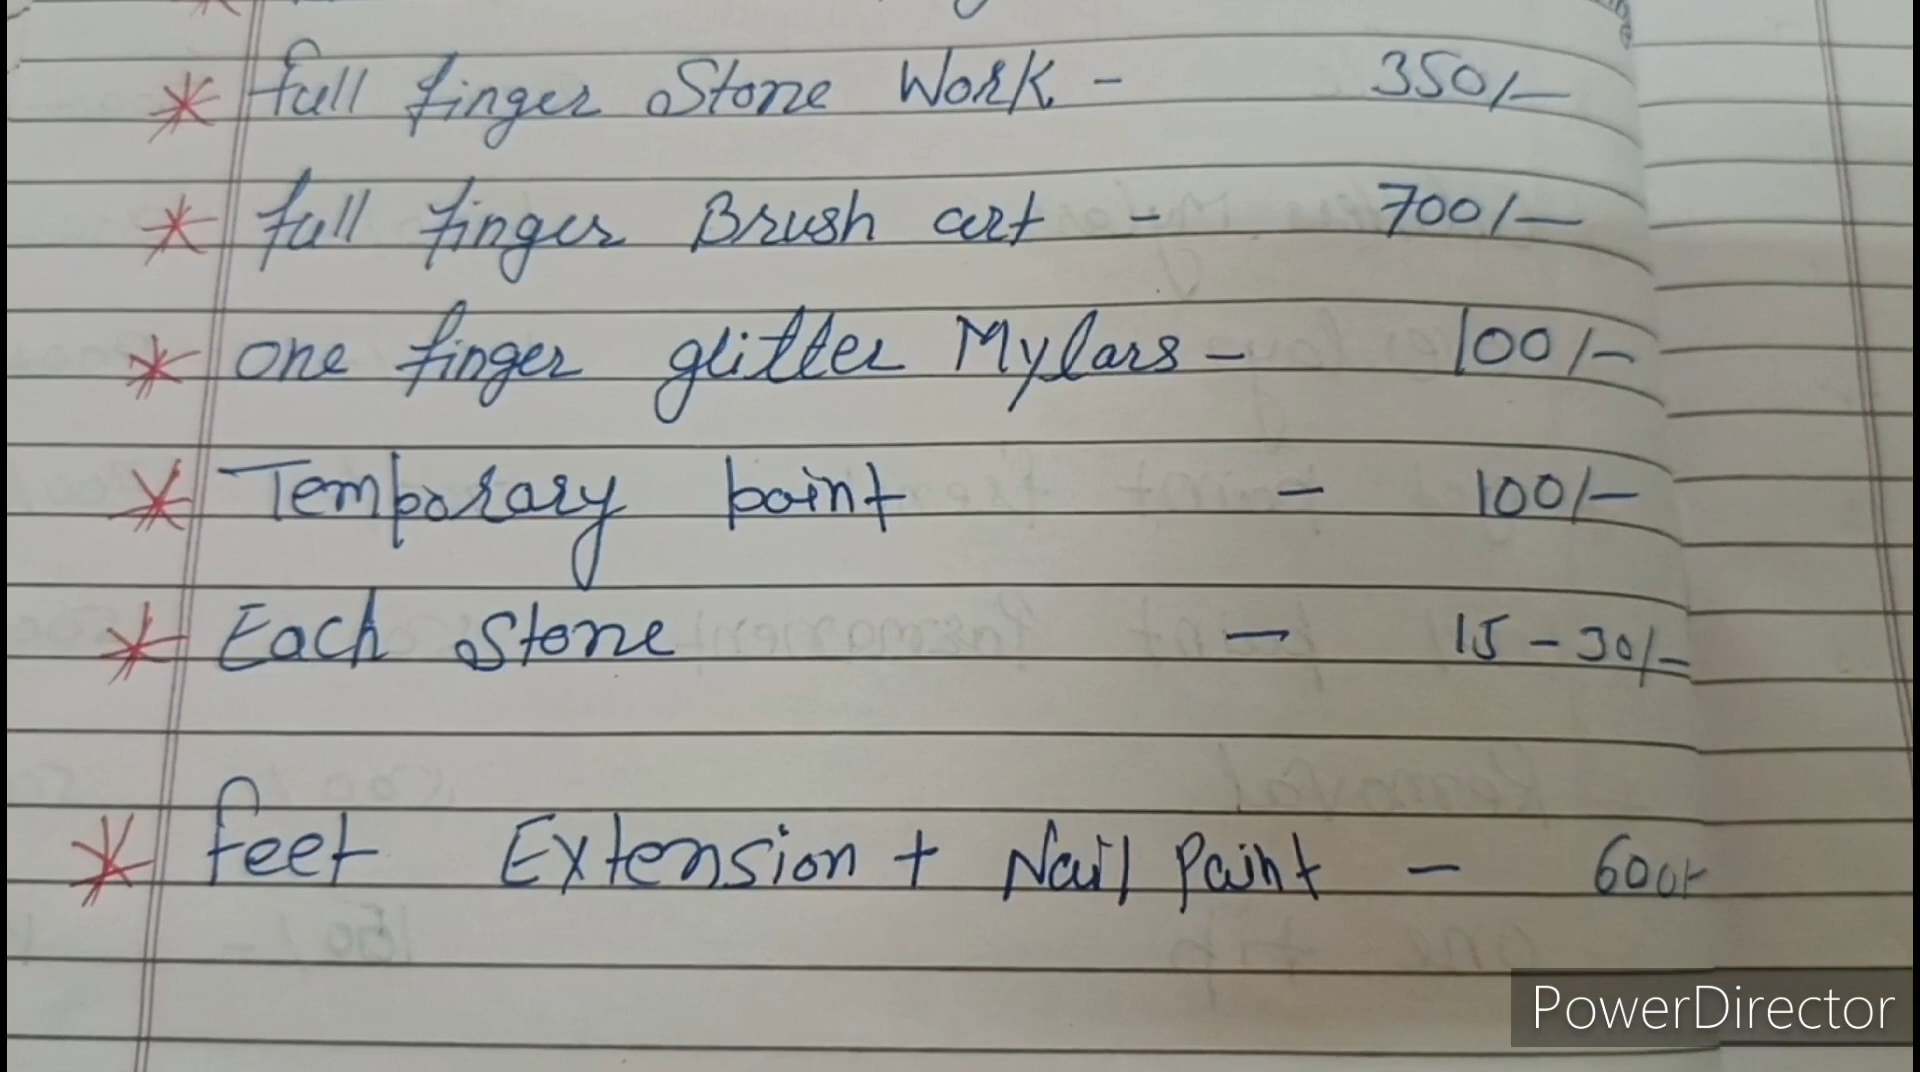 * full finger Stone Work - 350/-
* full finger Brush art - 700/-
* one finger glitter Mylars - 100/-
* Temporary paint - 100/-
* Each Stone - 15 - 30/-
* feet Extension + Nail Paint - 600/-
PowerDirector